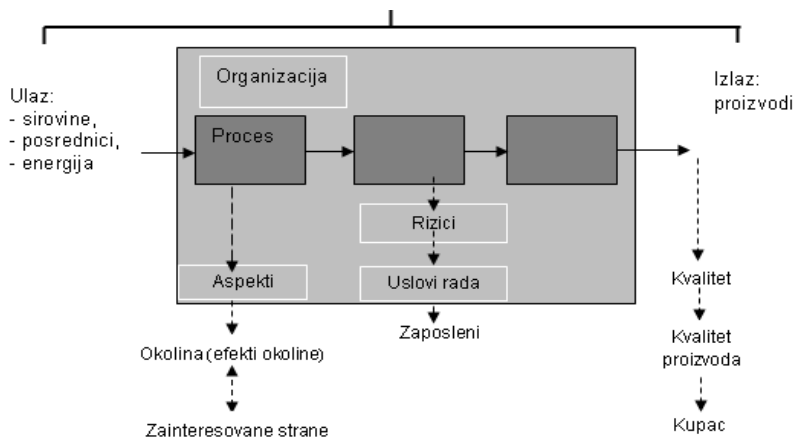 Organizacija
Ulaz:
- sirovine,
- posrednici,
- energija
Izlaz:
proizvodi
Proces
Rizici
Aspekti
Uslovi rada
Kvalitet
Zaposleni
Okolina (efekti okoline)
Kvalitet
proizvoda
Zainteresovane strane
Kupac